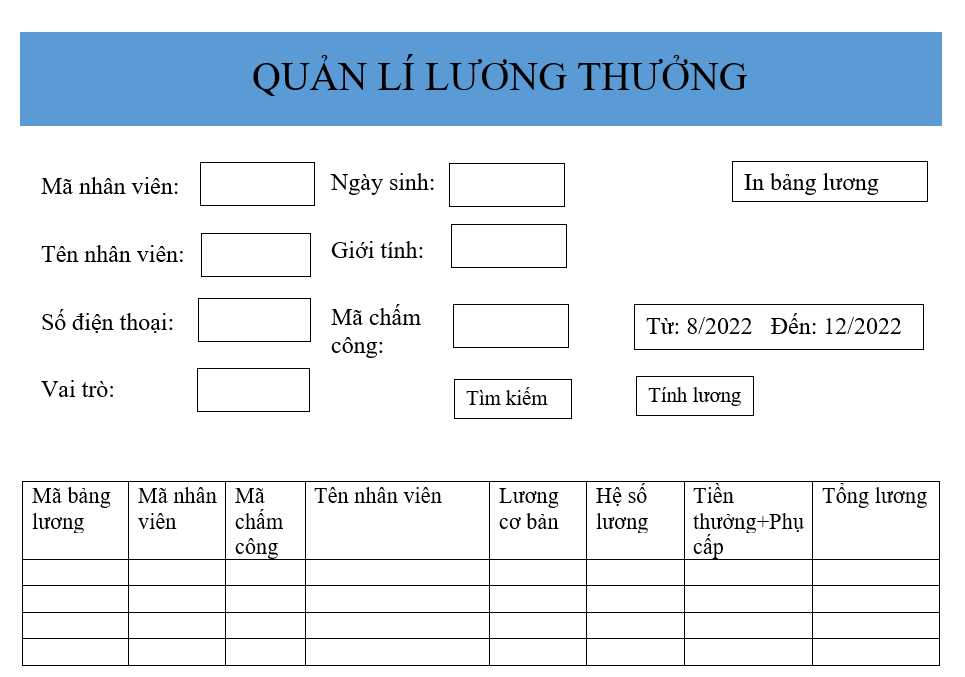 QUẢN LÍ LƯƠNG THƯỞNG
Mã nhân viên:
Ngày sinh:
In bảng lương
Tên nhân viên:
Giới tính:
Số điện thoại:
Mã chấm
công:
Từ: 8/2022 Đến: 12/2022
Vai trò:
Tìm kiếm
Tính lương
Mã bảng
lương
Mã nhân
viên
Mã
chấm
công
Tên nhân viên
Lương
cơ bản
Hệ số
lương
Tiền
thưởng+Phụ
cấp
Tổng lương